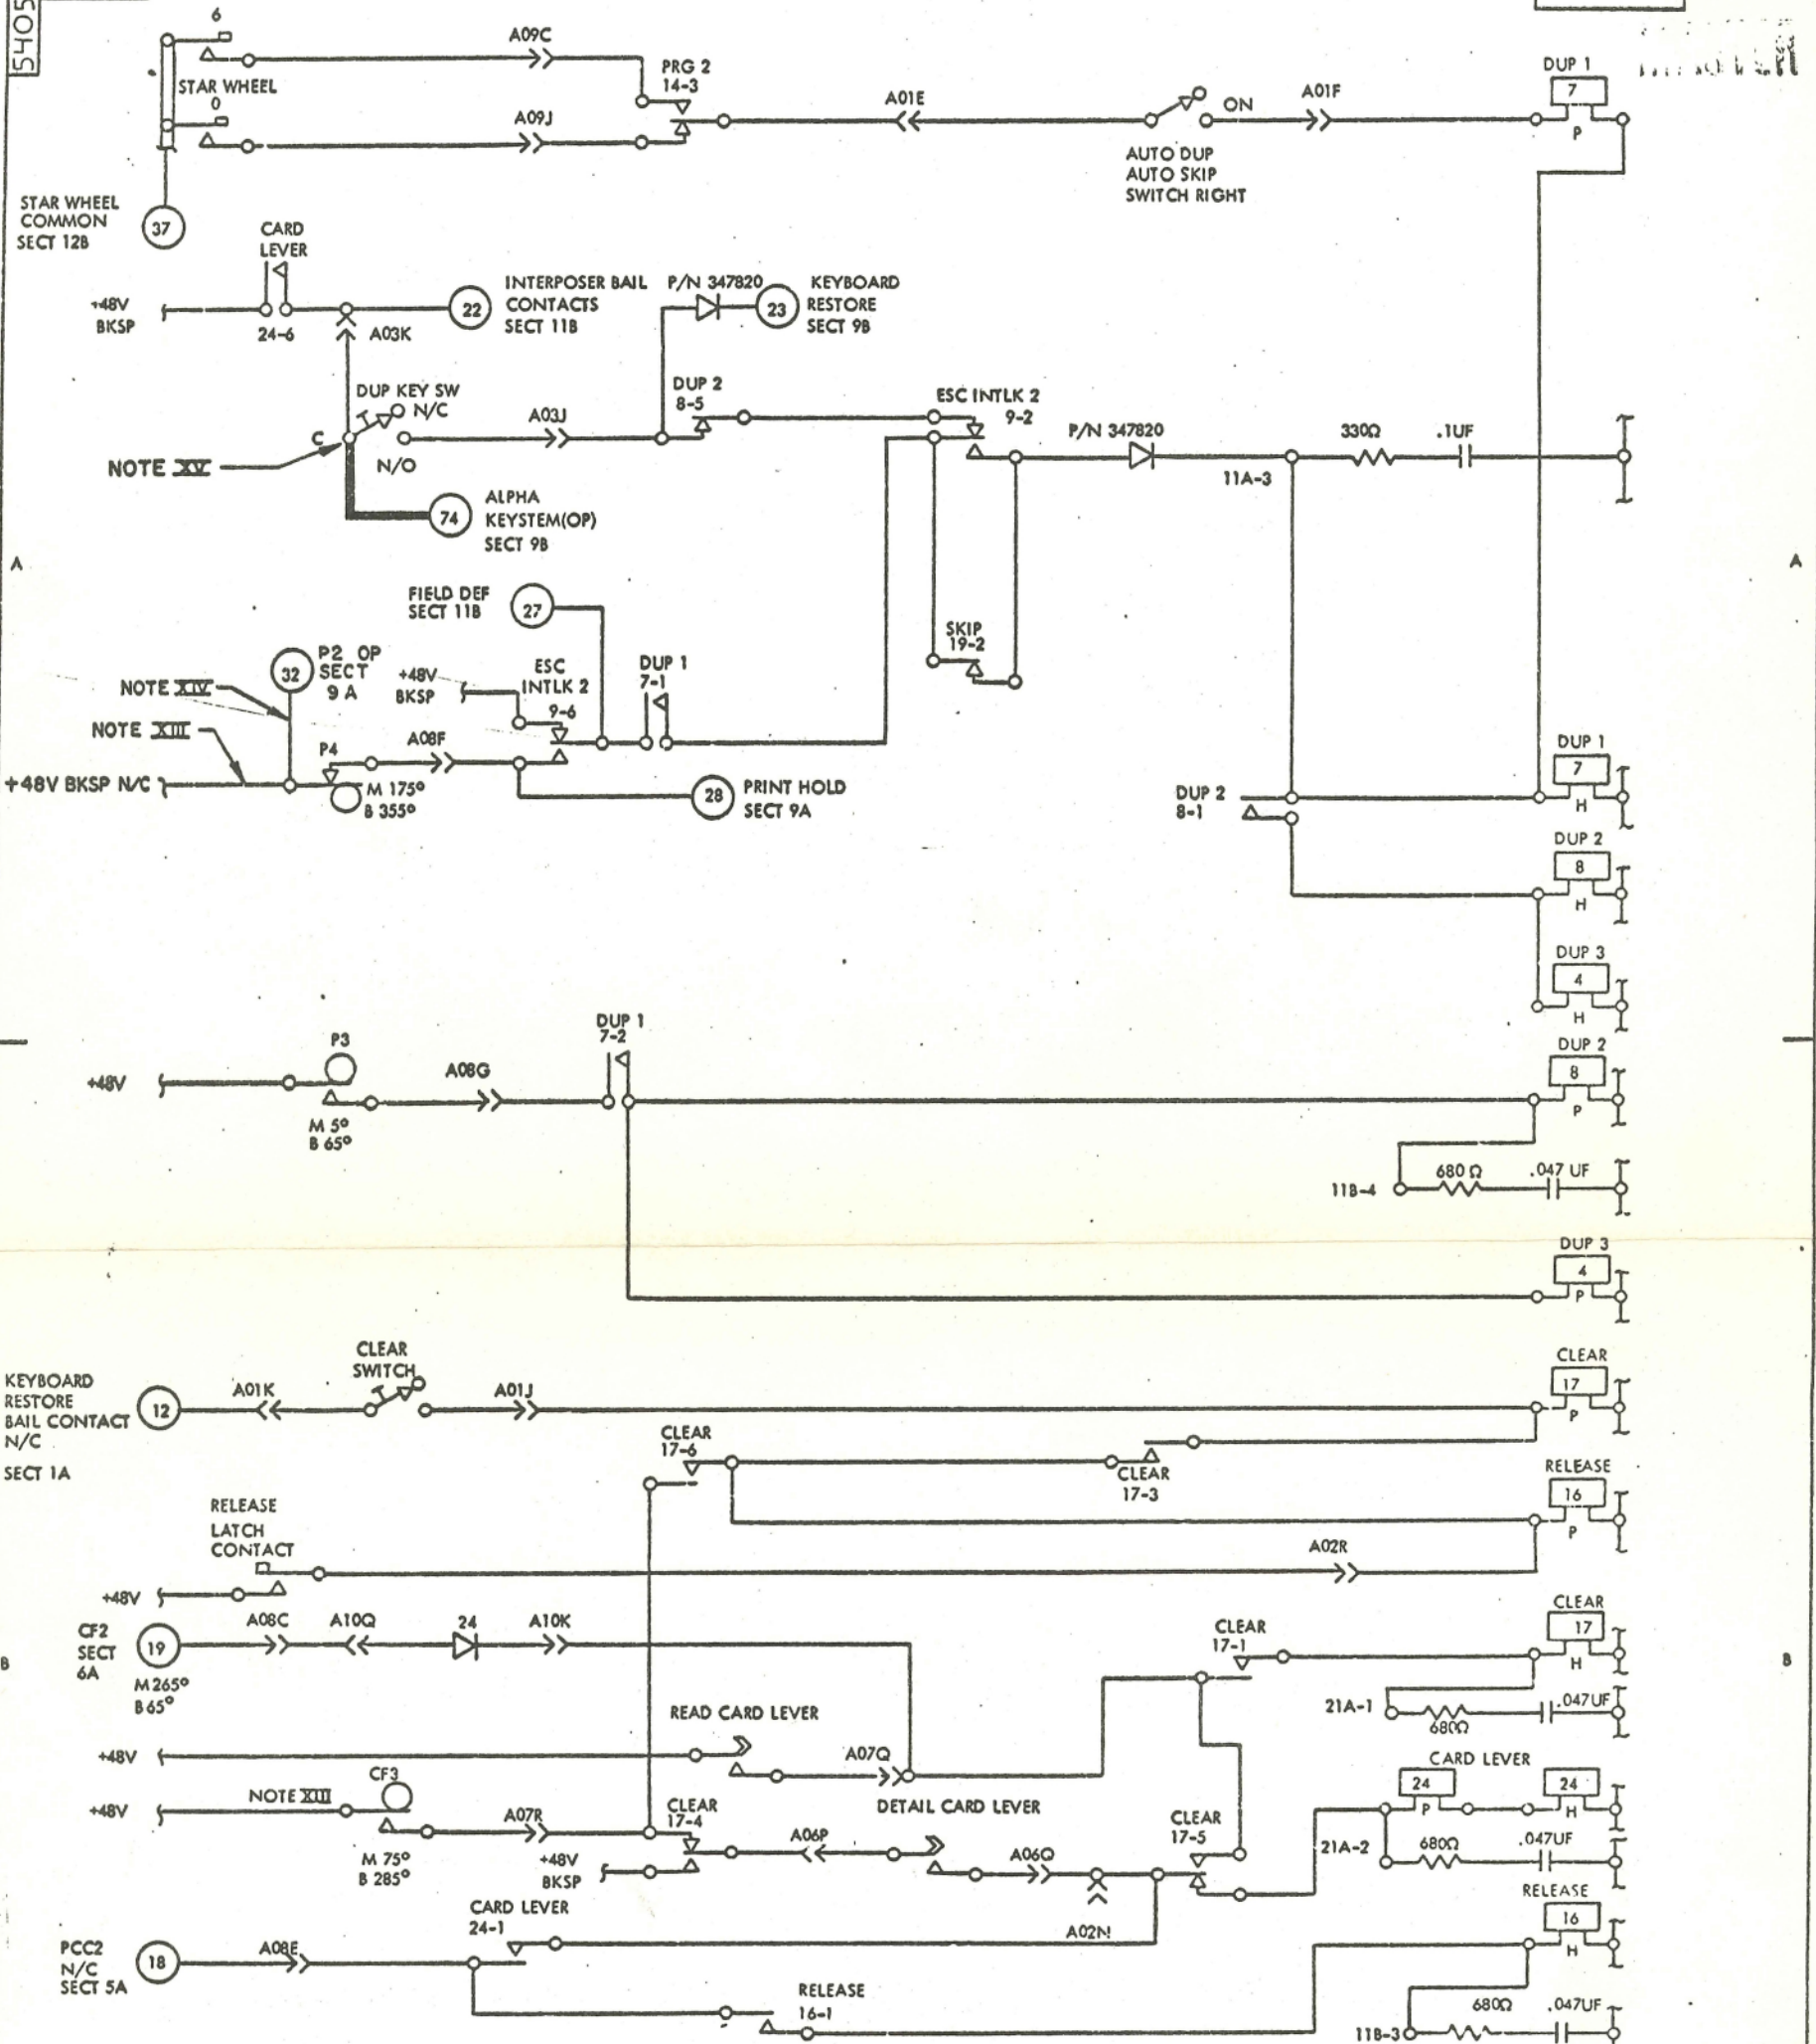 5405
6
A09C
PRG 2
14-3
DUP 1
7
P
STAR WHEEL
0
A09J
A01E
ON
A01F
AUTO DUP
AUTO SKIP
SWITCH RIGHT
STAR WHEEL
COMMON
SECT 12B
37
CARD
LEVER
+48V
BKSP
24-6
A03K
22
INTERPOSER BAIL
CONTACTS
SECT 11B
P/N 347820
23
KEYBOARD
RESTORE
SECT 9B
DUP KEY SW
N/C
C
N/O
A03J
DUP 2
8-5
ESC INTLK 2
9-2
P/N 347820
11A-3
330Ω
.1UF
NOTE XV
74
ALPHA
KEYSTEM(OP)
SECT 9B
A
A
FIELD DEF
SECT 11B
27
SKIP
19-2
32
P2 OP
SECT
9 A
+48V
BKSP
ESC
INTLK 2
9-6
DUP 1
7-1
NOTE XIV
NOTE XIII
P4
A08F
+48V BKSP N/C
M 175°
B 355°
28
PRINT HOLD
SECT 9A
DUP 2
8-1
DUP 1
7
H
DUP 2
8
H
DUP 3
4
H
P3
+48V
A08G
M 5°
B 65°
DUP 1
7-2
DUP 2
8
P
11B-4
680 Ω
.047 UF
DUP 3
4
P
KEYBOARD
RESTORE
BAIL CONTACT
N/C
SECT 1A
12
A01K
CLEAR
SWITCH
A01J
CLEAR
17
P
CLEAR
17-6
CLEAR
17-3
RELEASE
16
P
RELEASE
LATCH
CONTACT
+48V
A02R
CF2
SECT
6A
19
M265°
B65°
A08C
A10Q
24
A10K
CLEAR
17-1
CLEAR
17
H
B
B
21A-1
680Ω
.047UF
READ CARD LEVER
+48V
A07Q
NOTE XIII
+48V
CF3
M 75°
B 285°
A07R
CLEAR
17-4
+48V
BKSP
A06P
DETAIL CARD LEVER
A06Q
A02N
CLEAR
17-5
CARD LEVER
24
P
24
H
21A-2
680Ω
.047UF
CARD LEVER
24-1
PCC2
N/C
SECT 5A
18
A08E
RELEASE
16-1
RELEASE
16
H
11B-3
680Ω
.047UF